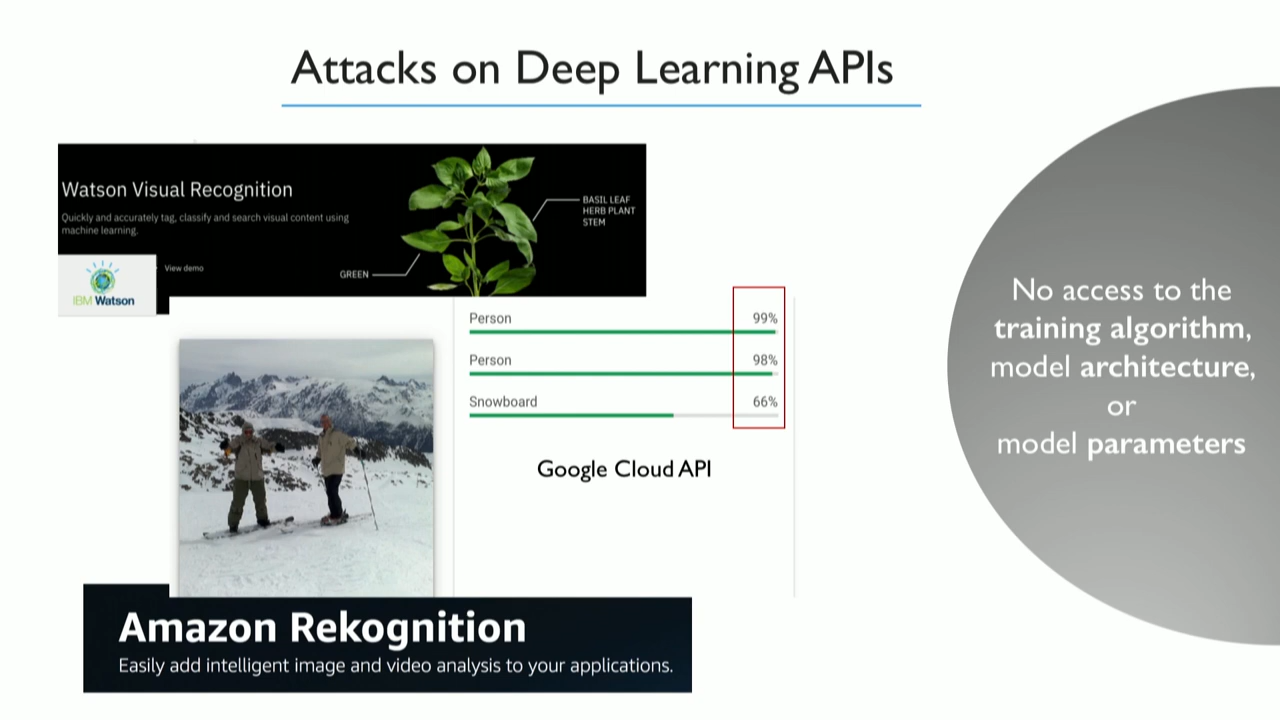 Attacks on Deep Learning APIs
Watson Visual Recognition
Quickly and accurately tag, classify and search visual content using
machine learning.
View demo
IBM Watson
GREEN
BASIL LEAF
HERB PLANT
STEM
Person 99%
Person 98%
Snowboard 66%
Google Cloud API
Amazon Rekognition
Easily add intelligent image and video analysis to your applications.
No access to the
training algorithm,
model architecture,
or
model parameters